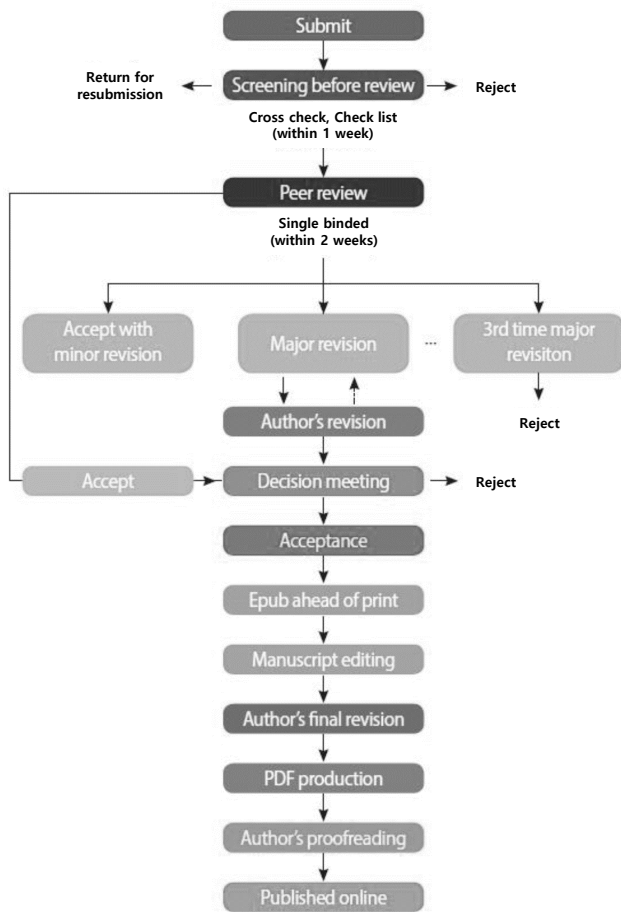 Submit
Return for
resubmission
Screening before review
Reject
Cross check, Check list
(within 1 week)
Peer review
Single binded
(within 2 weeks)
Accept with
minor revision
Major revision
...
3rd time major
revisiton
Author's revision
Reject
Accept
Decision meeting
Reject
Acceptance
Epub ahead of print
Manuscript editing
Author's final revision
PDF production
Author's proofreading
Published online